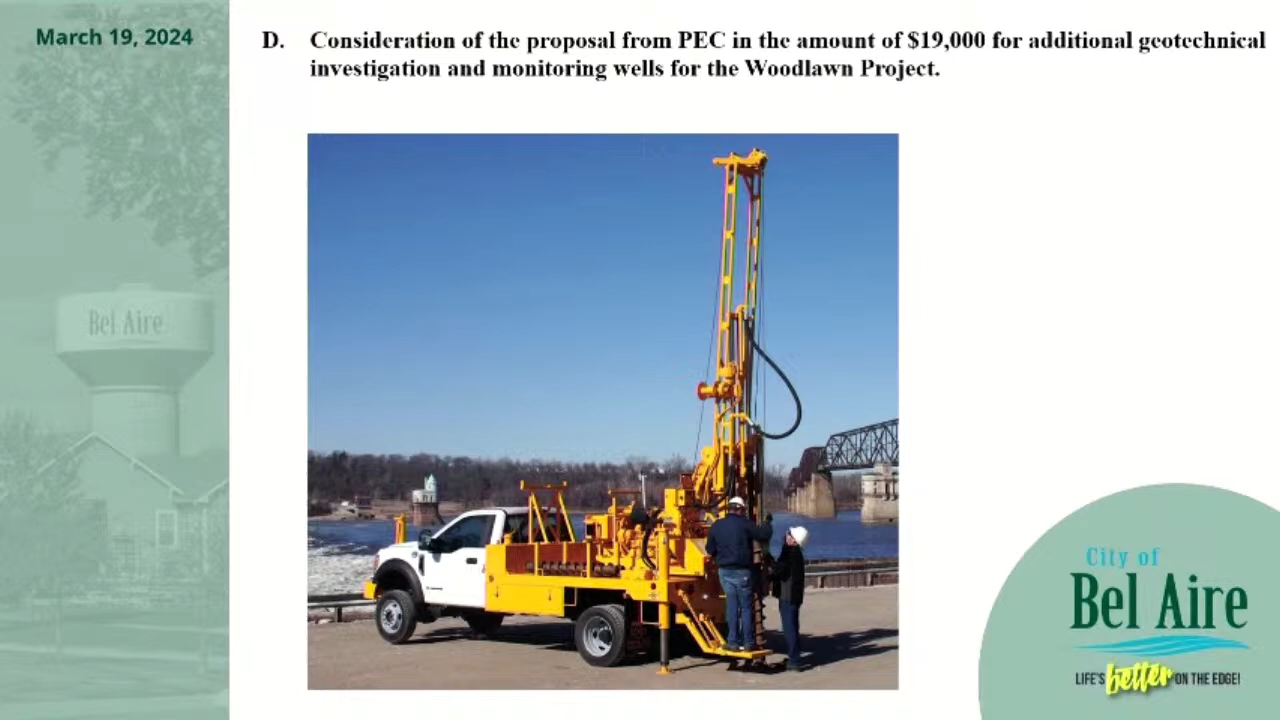 March 19, 2024
D. Consideration of the proposal from PEC in the amount of $19,000 for additional geotechnical
investigation and monitoring wells for the Woodlawn Project.
Bel Aire
City of
Bel Aire
LIFE'S better ON THE EDGE!